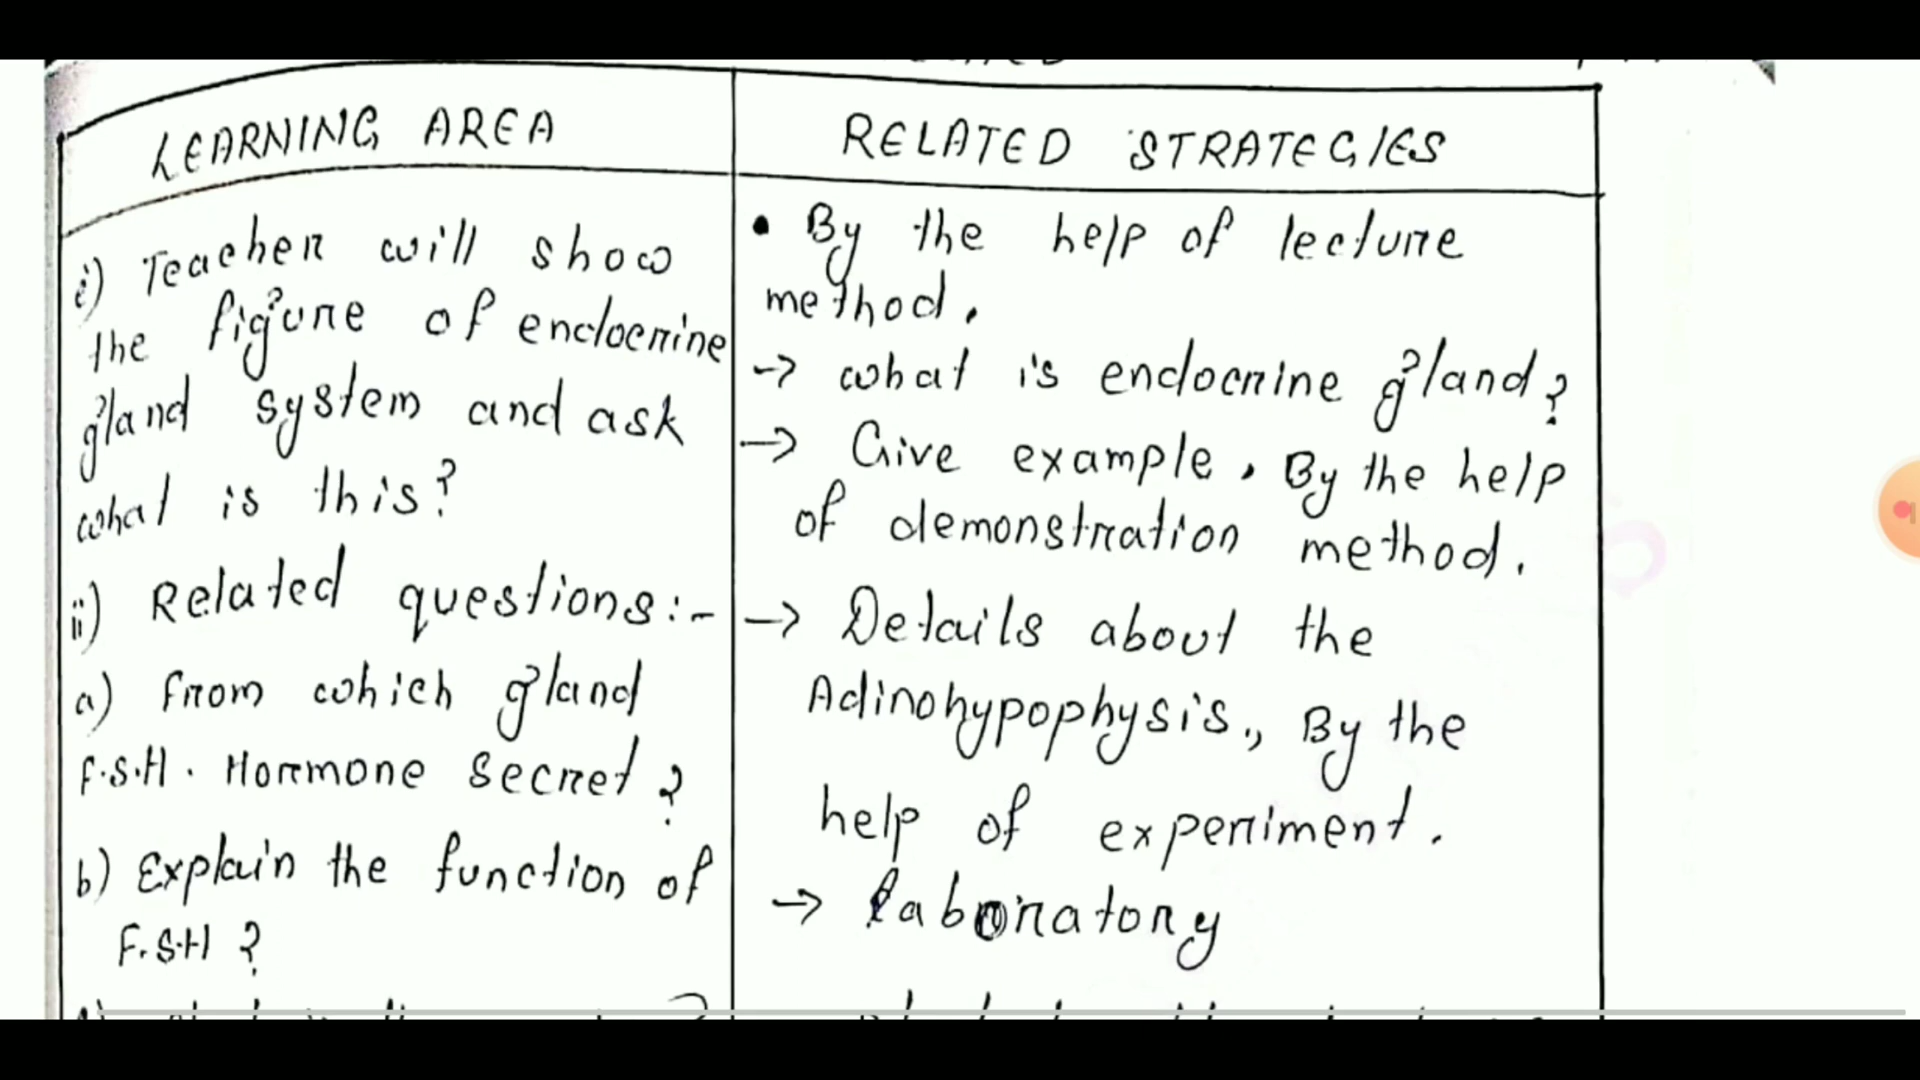 LEARNING AREA
i) Teacher will show
the figure of endocrine
gland system and ask
what is this?
ii) Related questions:-
a) From which gland
F.S.H. Hormone secret?
b) Explain the function of
F.S.H ?
RELATED STRATEGIES
• By the help of lecture
method.
→ what is endocrine gland?
→ Give example, By the help
of demonstration method.
→ Details about the
Adinohypophysis., By the
help of experiment.
→ laboratory